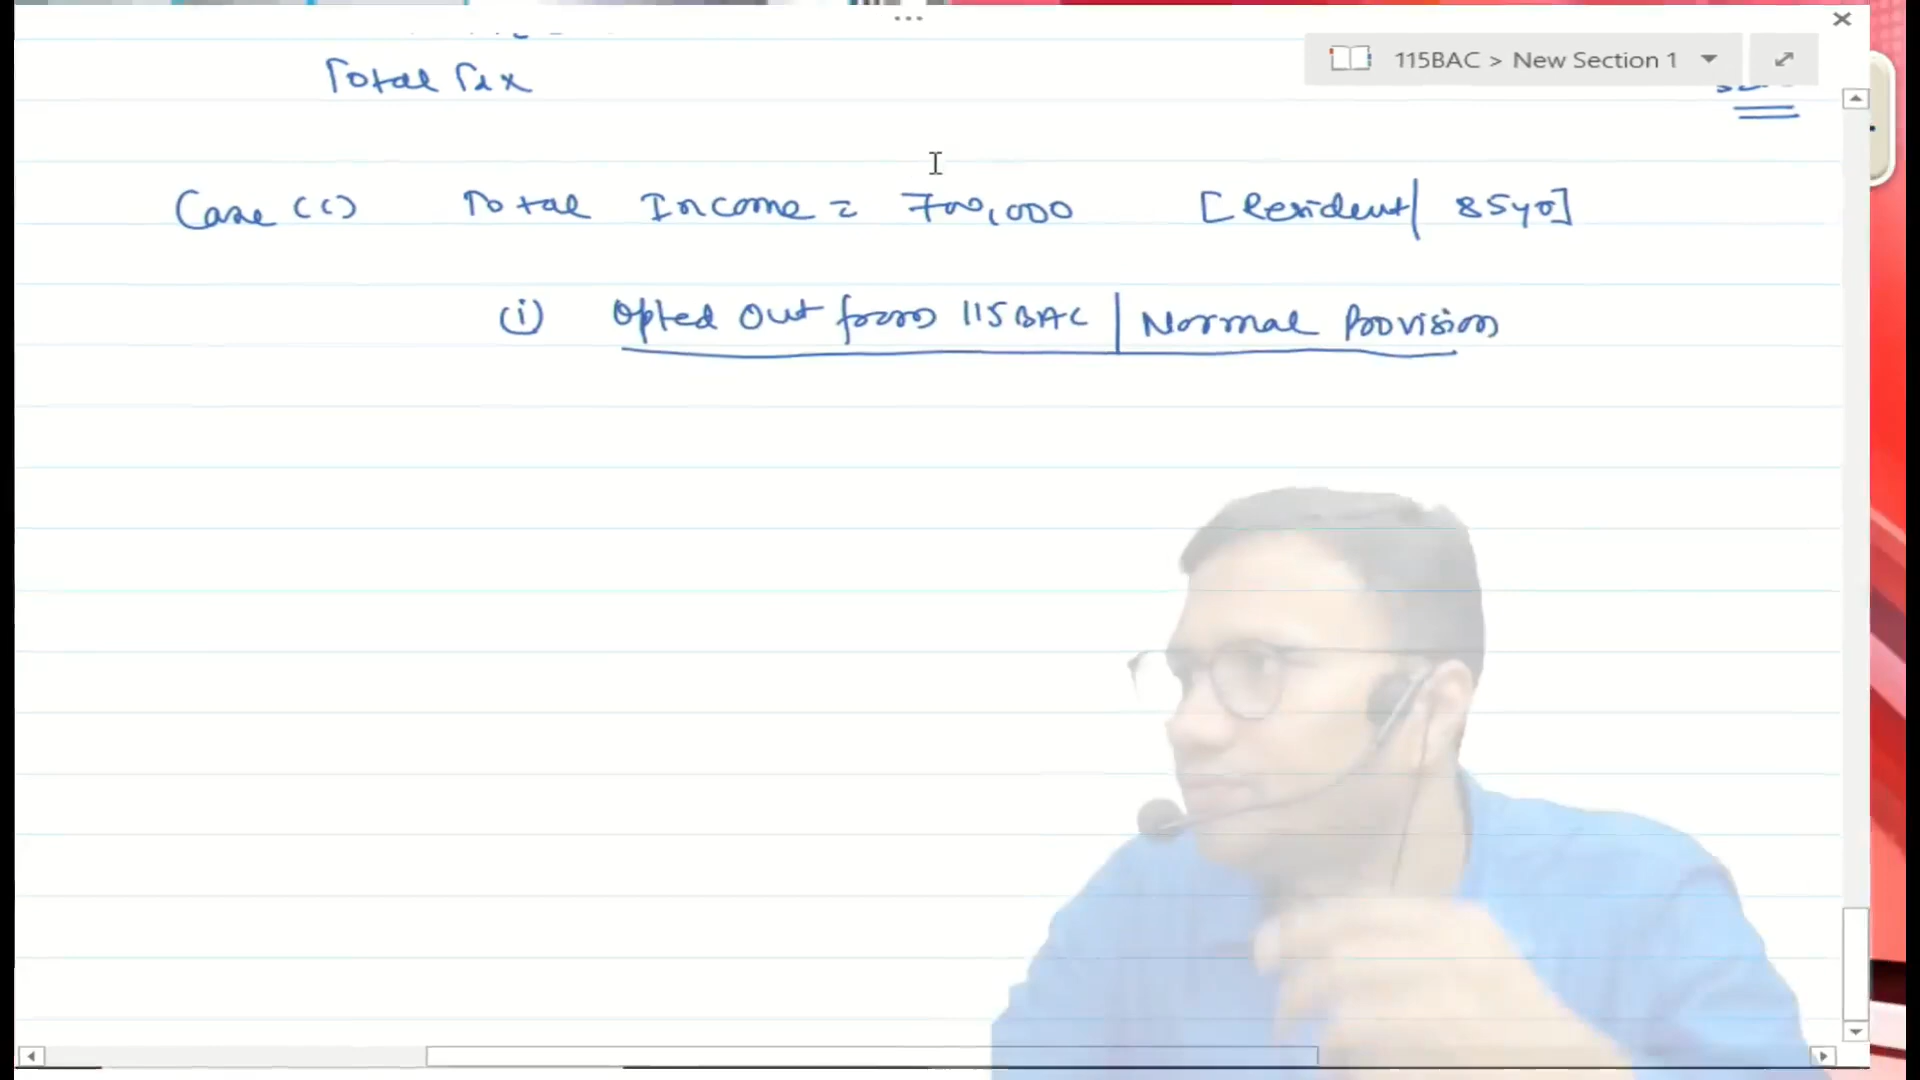 115BAC > New Section 1
Total Tax
Case (c) Total Income = 700,000 [Resident/ 85yo]
(i) Opted Out from 115BAC | Normal Provision